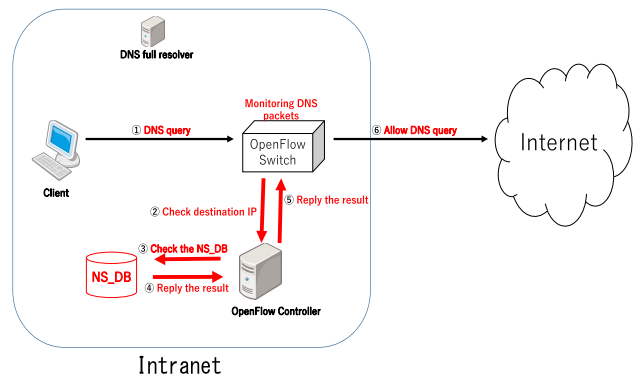 DNS full resolver
Monitoring DNS
packets
① DNS query
OpenFlow
Switch
⑥ Allow DNS query
Internet
Client
② Check destination IP
⑤ Reply the result
③ Check the NS_DB
NS_DB
④ Reply the result
OpenFlow Controller
Intranet